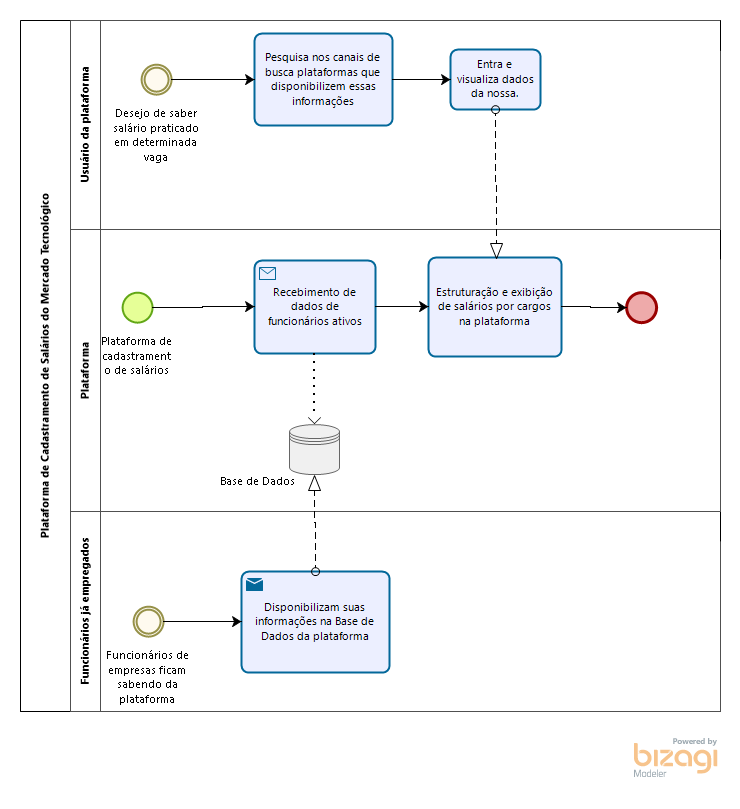 Plataforma de Cadastramento de Salários do Mercado Tecnológico
Usuário da plataforma
Desejo de saber
salário praticado
em determinada
vaga
Pesquisa nos canais de
busca plataformas que
disponibilizem essas
informações
Entra e
visualiza dados
da nossa.
Plataforma
Plataforma de
cadastrament
o de salários
Recebimento de
dados de
funcionários ativos
Estruturação e exibição
de salários por cargos
na plataforma
Base de Dados
Funcionários já empregados
Funcionários de
empresas ficam
sabendo da
plataforma
Disponibilizam suas
informações na Base de
Dados da plataforma
Powered by
bizagi
Modeler